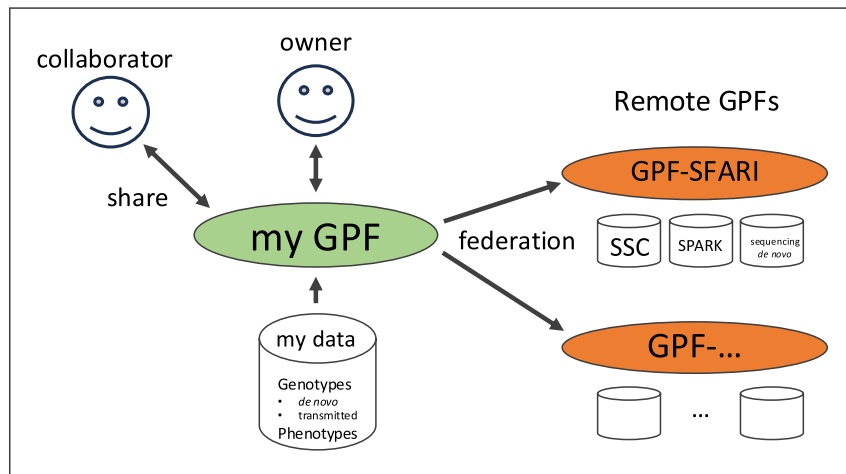 collaborator
owner
share
my GPF
federation
my data
Genotypes
• de novo
• transmitted
Phenotypes
Remote GPFs
GPF-SFARI
SSC
SPARK
sequencing
de novo
GPF-...
...